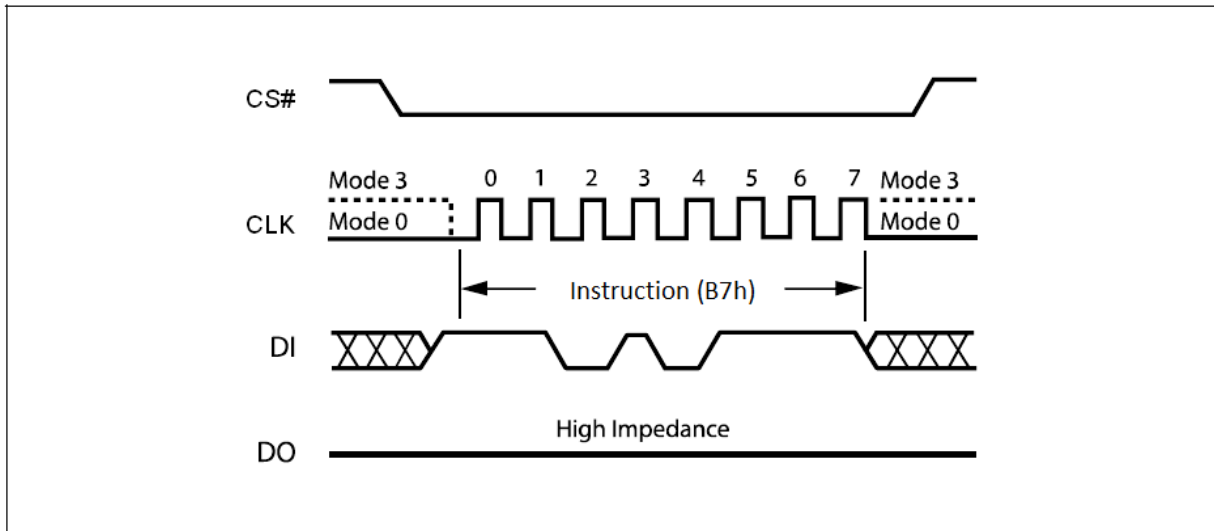 CS#
Mode 3 0 1 2 3 4 5 6 7 Mode 3
CLK Mode 0 Mode 0
Instruction (B7h)
DI
High Impedance
DO